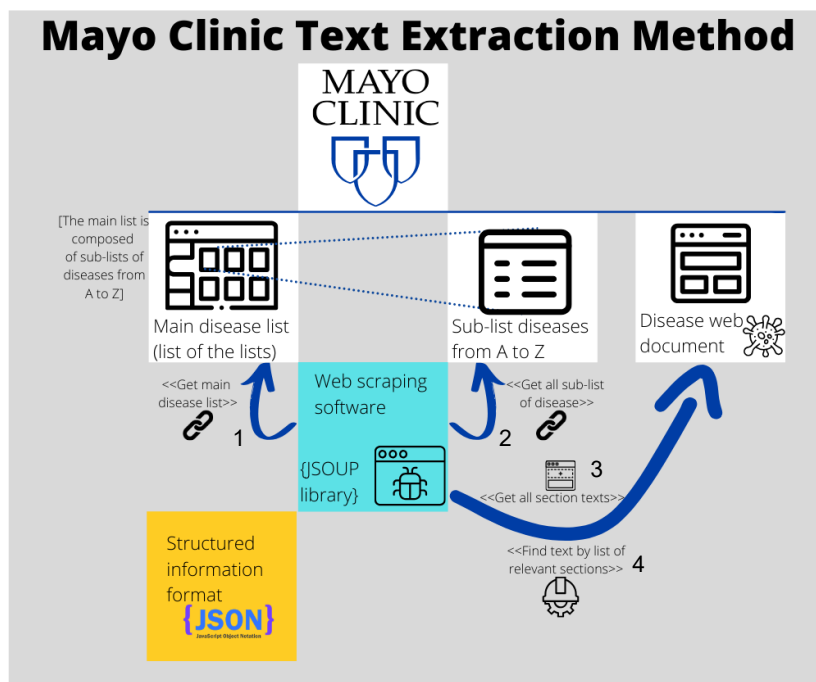 Mayo Clinic Text Extraction Method
MAYO
CLINIC
[The main list is
composed
of sub-lists of
diseases from
A to Z]
Main disease list
(list of the lists)
Sub-list diseases
from A to Z
Disease web
document
<<Get main
disease list>>
1
Web scraping
software
{JSOUP
library}
<<Get all sub-list
of disease>>
2
3
<<Get all section texts>>
<<Find text by list of
relevant sections>>
4
Structured
information
format
{JSON}
JavaScript Object Notation